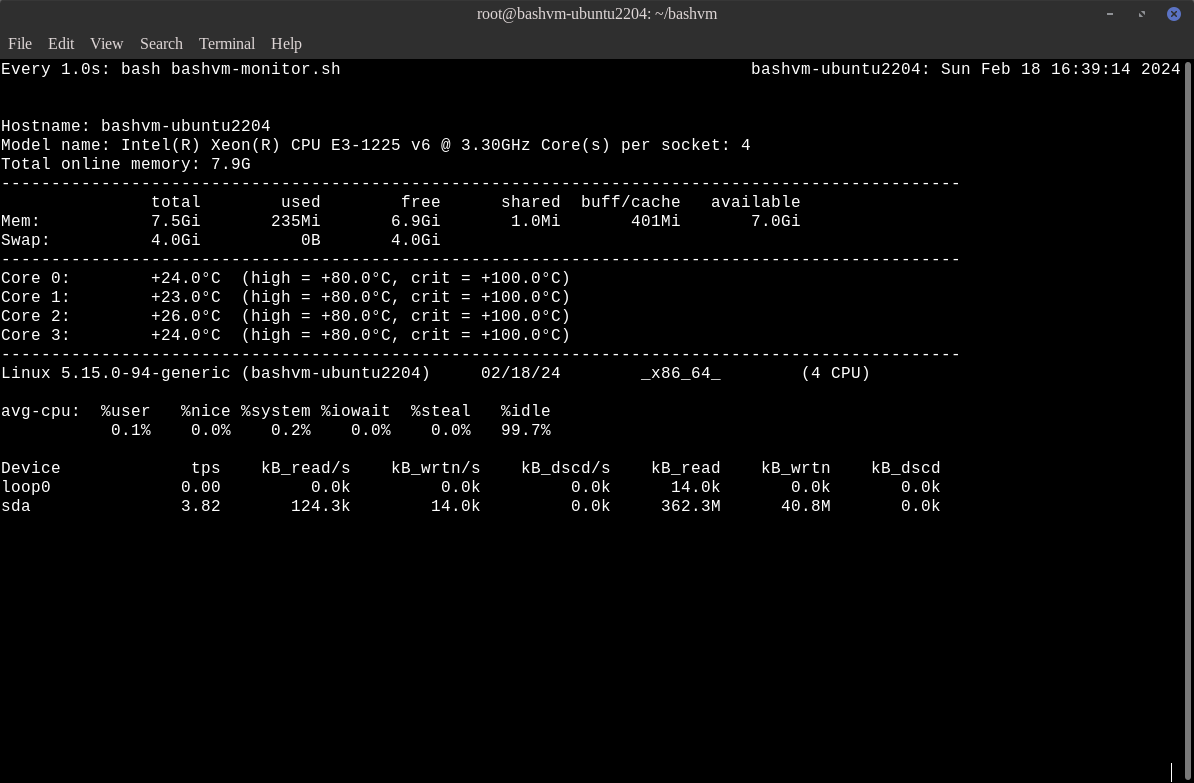 root@bashvm-ubuntu2204: ~/bashvm
File Edit View Search Terminal Help
Every 1.0s: bash bashvm-monitor.sh bashvm-ubuntu2204: Sun Feb 18 16:39:14 2024
Hostname: bashvm-ubuntu2204
Model name: Intel(R) Xeon(R) CPU E3-1225 v6 @ 3.30GHz Core(s) per socket: 4
Total online memory: 7.9G
------------------------------------------------------------------------------------------------
total used free shared buff/cache available
Mem: 7.5Gi 235Mi 6.9Gi 1.0Mi 401Mi 7.0Gi
Swap: 4.0Gi 0B 4.0Gi
------------------------------------------------------------------------------------------------
Core 0: +24.0°C (high = +80.0°C, crit = +100.0°C)
Core 1: +23.0°C (high = +80.0°C, crit = +100.0°C)
Core 2: +26.0°C (high = +80.0°C, crit = +100.0°C)
Core 3: +24.0°C (high = +80.0°C, crit = +100.0°C)
------------------------------------------------------------------------------------------------
Linux 5.15.0-94-generic (bashvm-ubuntu2204) 02/18/24 _x86_64_ (4 CPU)
avg-cpu: %user %nice %system %iowait %steal %idle
0.1% 0.0% 0.2% 0.0% 0.0% 99.7%
Device tps kB_read/s kB_wrtn/s kB_dscd/s kB_read kB_wrtn kB_dscd
loop0 0.00 0.0k 0.0k 0.0k 14.0k 0.0k 0.0k
sda 3.82 124.3k 14.0k 0.0k 362.3M 40.8M 0.0k